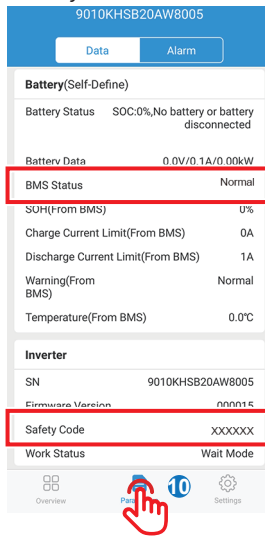 9010KHSB20AW8005
Data Alarm
Battery(Self-Define)
Battery Status SOC:0%,No battery or battery
disconnected
Battery Data 0.0V/0.1A/0.00kW
BMS Status Normal
SOH(From BMS) 0%
Charge Current Limit(From BMS) 0A
Discharge Current Limit(From BMS) 1A
Warning(From Normal
BMS)
Temperature(From BMS) 0.0℃
Inverter
SN 9010KHSB20AW8005
Firmware Version 000015
Safety Code XXXXXX
Work Status Wait Mode
10
Overview Settings